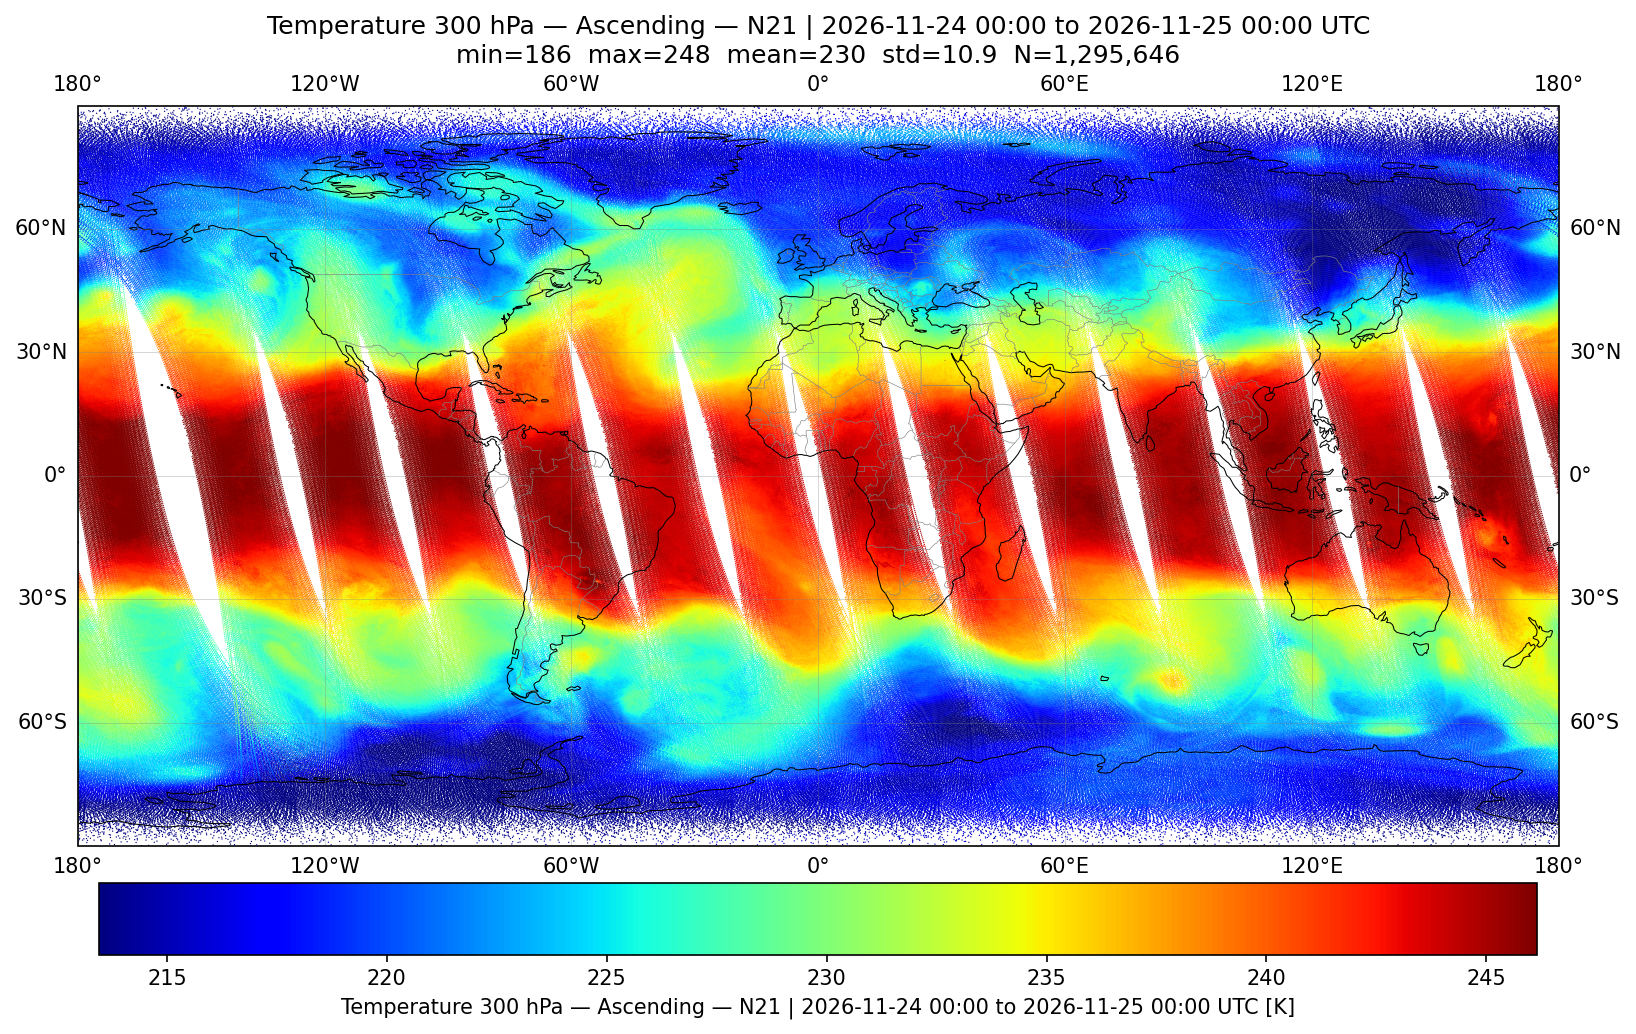 Temperature 300 hPa — Ascending — N21 | 2026-11-24 00:00 to 2026-11-25 00:00 UTC
min=186 max=248 mean=230 std=10.9 N=1,295,646
180° 120°W 60°W 0° 60°E 120°E 180°
60°N 60°N
30°N 30°N
0° 0°
30°S 30°S
60°S 60°S
180° 120°W 60°W 0° 60°E 120°E 180°
215 220 225 230 235 240 245
Temperature 300 hPa — Ascending — N21 | 2026-11-24 00:00 to 2026-11-25 00:00 UTC [K]